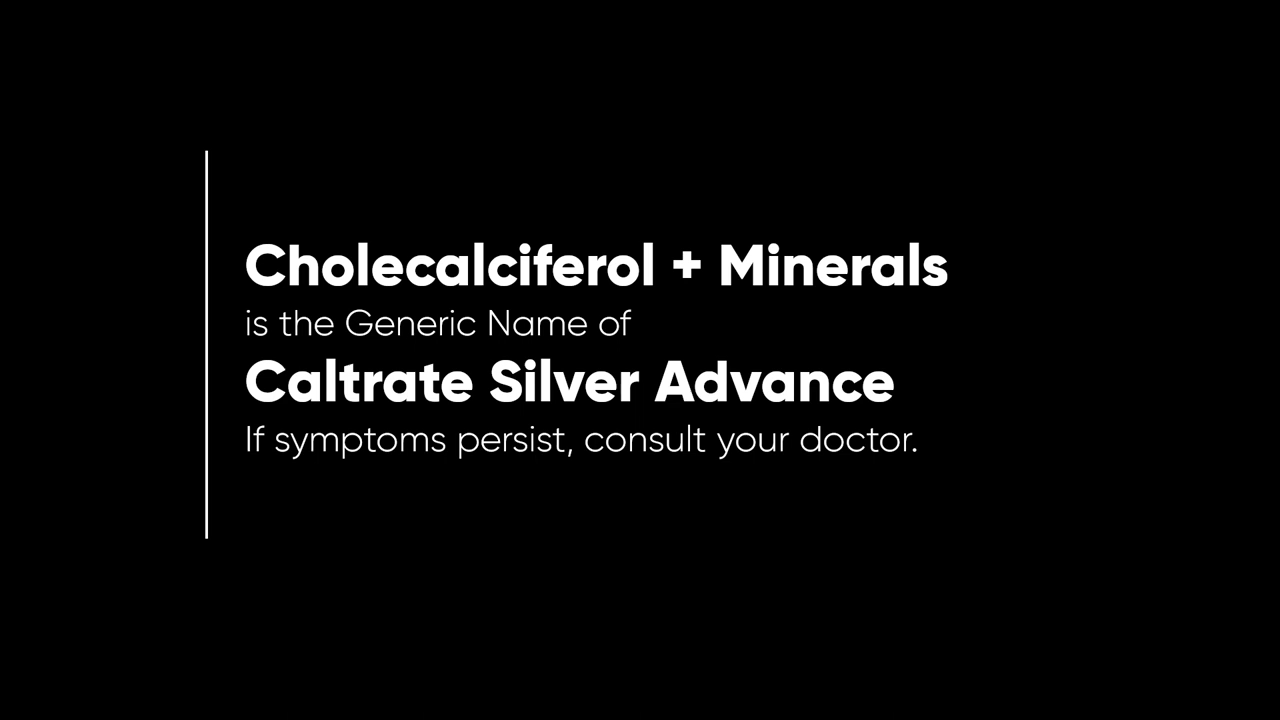 Cholecalciferol + Minerals
is the Generic Name of
Caltrate Silver Advance
If symptoms persist, consult your doctor.